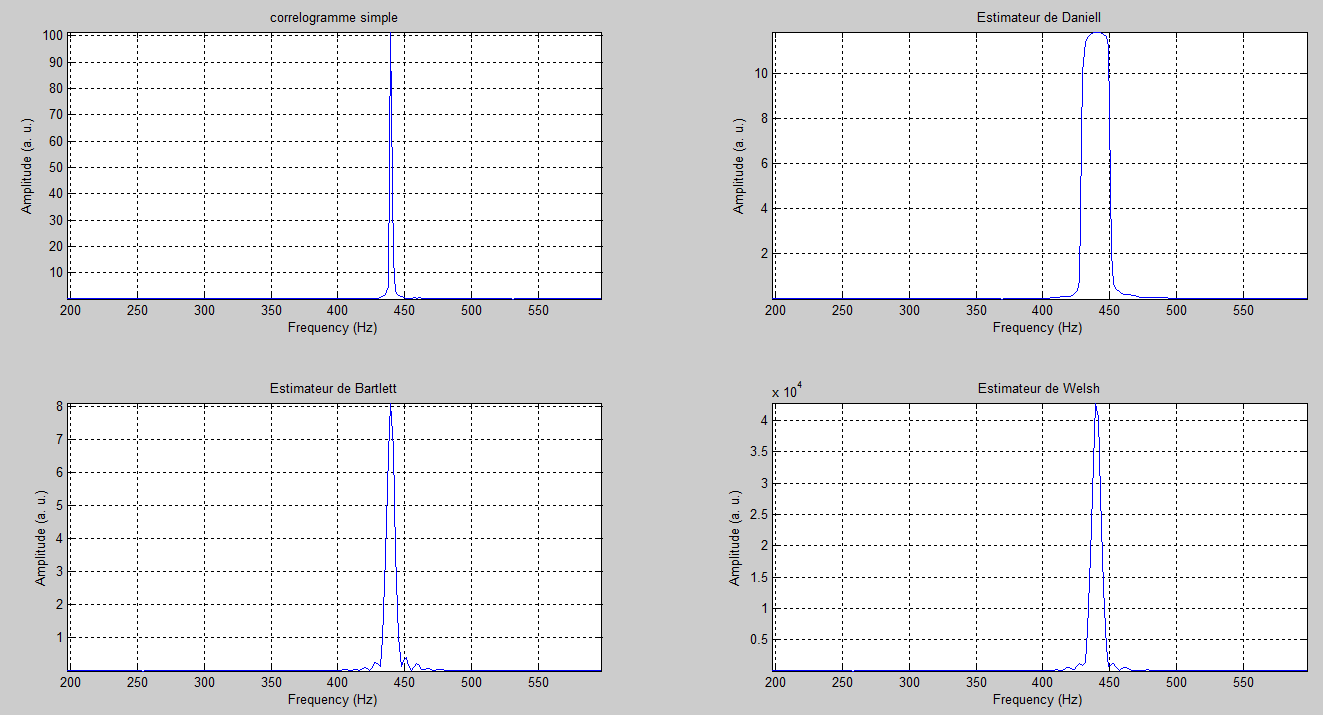 correlogramme simple
100
90
80
70
60
50
40
30
20
10
Amplitude (a. u.)
200 250 300 350 400 450 500 550
Frequency (Hz)
Estimateur de Daniell
10
8
6
4
2
Amplitude (a. u.)
200 250 300 350 400 450 500 550
Frequency (Hz)
Estimateur de Bartlett
8
7
6
5
4
3
2
1
Amplitude (a. u.)
200 250 300 350 400 450 500 550
Frequency (Hz)
x 10^4
Estimateur de Welsh
4
3.5
3
2.5
2
1.5
1
0.5
Amplitude (a. u.)
200 250 300 350 400 450 500 550
Frequency (Hz)